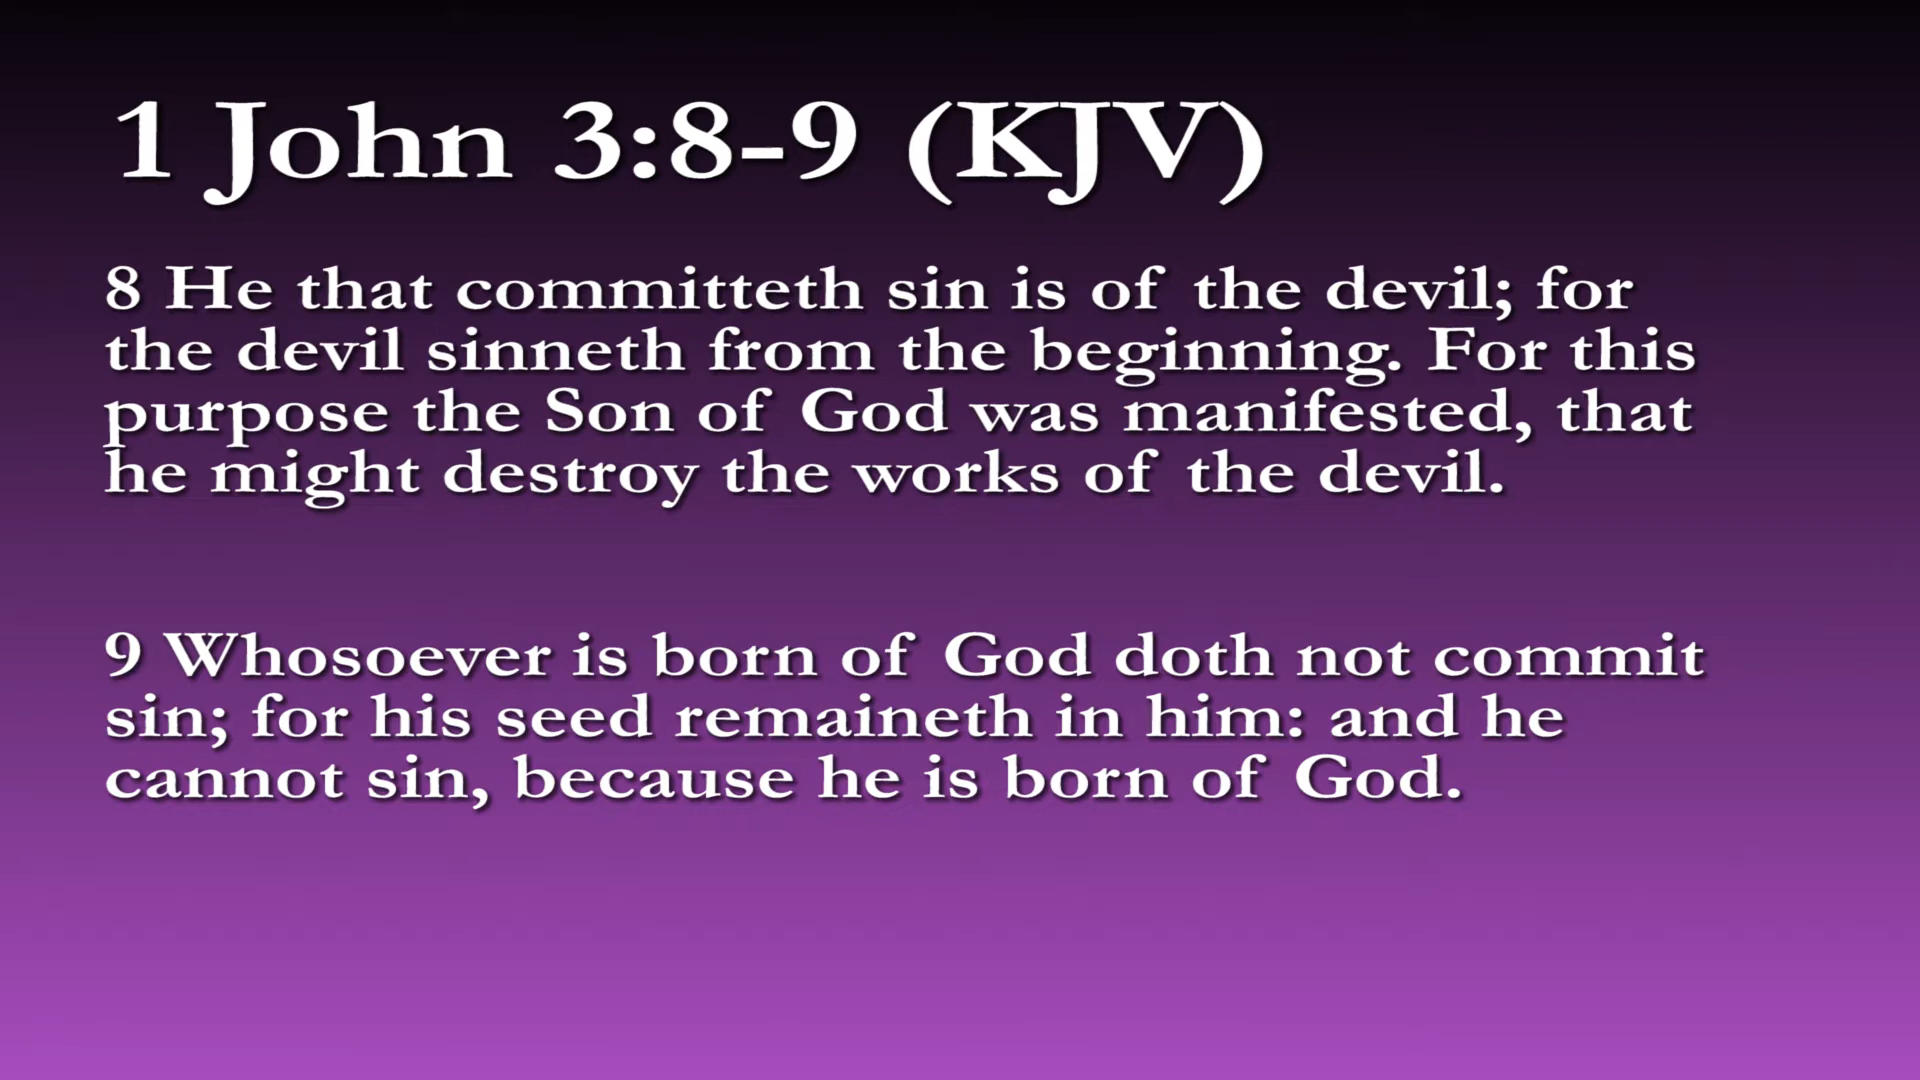 1 John 3:8-9 (KJV)
8 He that committeth sin is of the devil; for
the devil sinneth from the beginning. For this
purpose the Son of God was manifested, that
he might destroy the works of the devil.
9 Whosoever is born of God doth not commit
sin; for his seed remaineth in him: and he
cannot sin, because he is born of God.